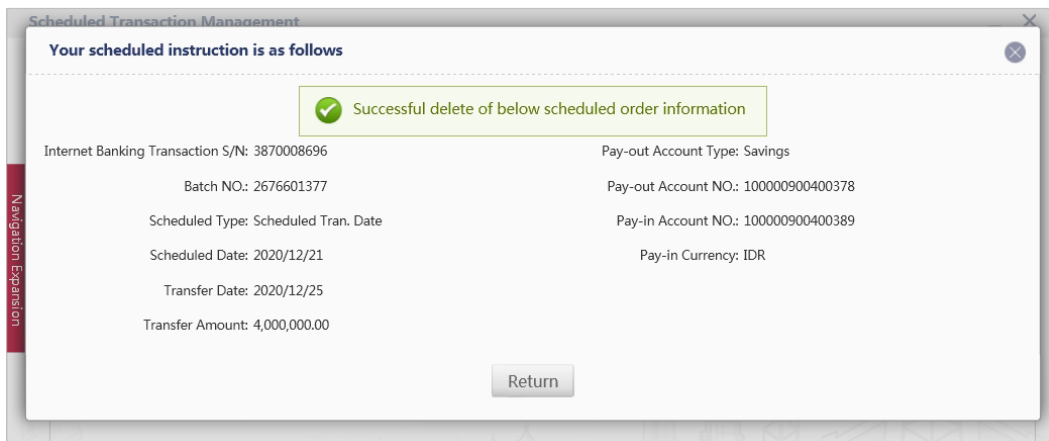 Scheduled Transaction Management
Your scheduled instruction is as follows
Successful delete of below scheduled order information
Internet Banking Transaction S/N: 3870008696
Pay-out Account Type: Savings
Batch NO.: 2676601377
Pay-out Account NO.: 100000900400378
Scheduled Type: Scheduled Tran. Date
Pay-in Account NO.: 100000900400389
Scheduled Date: 2020/12/21
Pay-in Currency: IDR
Transfer Date: 2020/12/25
Transfer Amount: 4,000,000.00
Navigation Expansion
Return